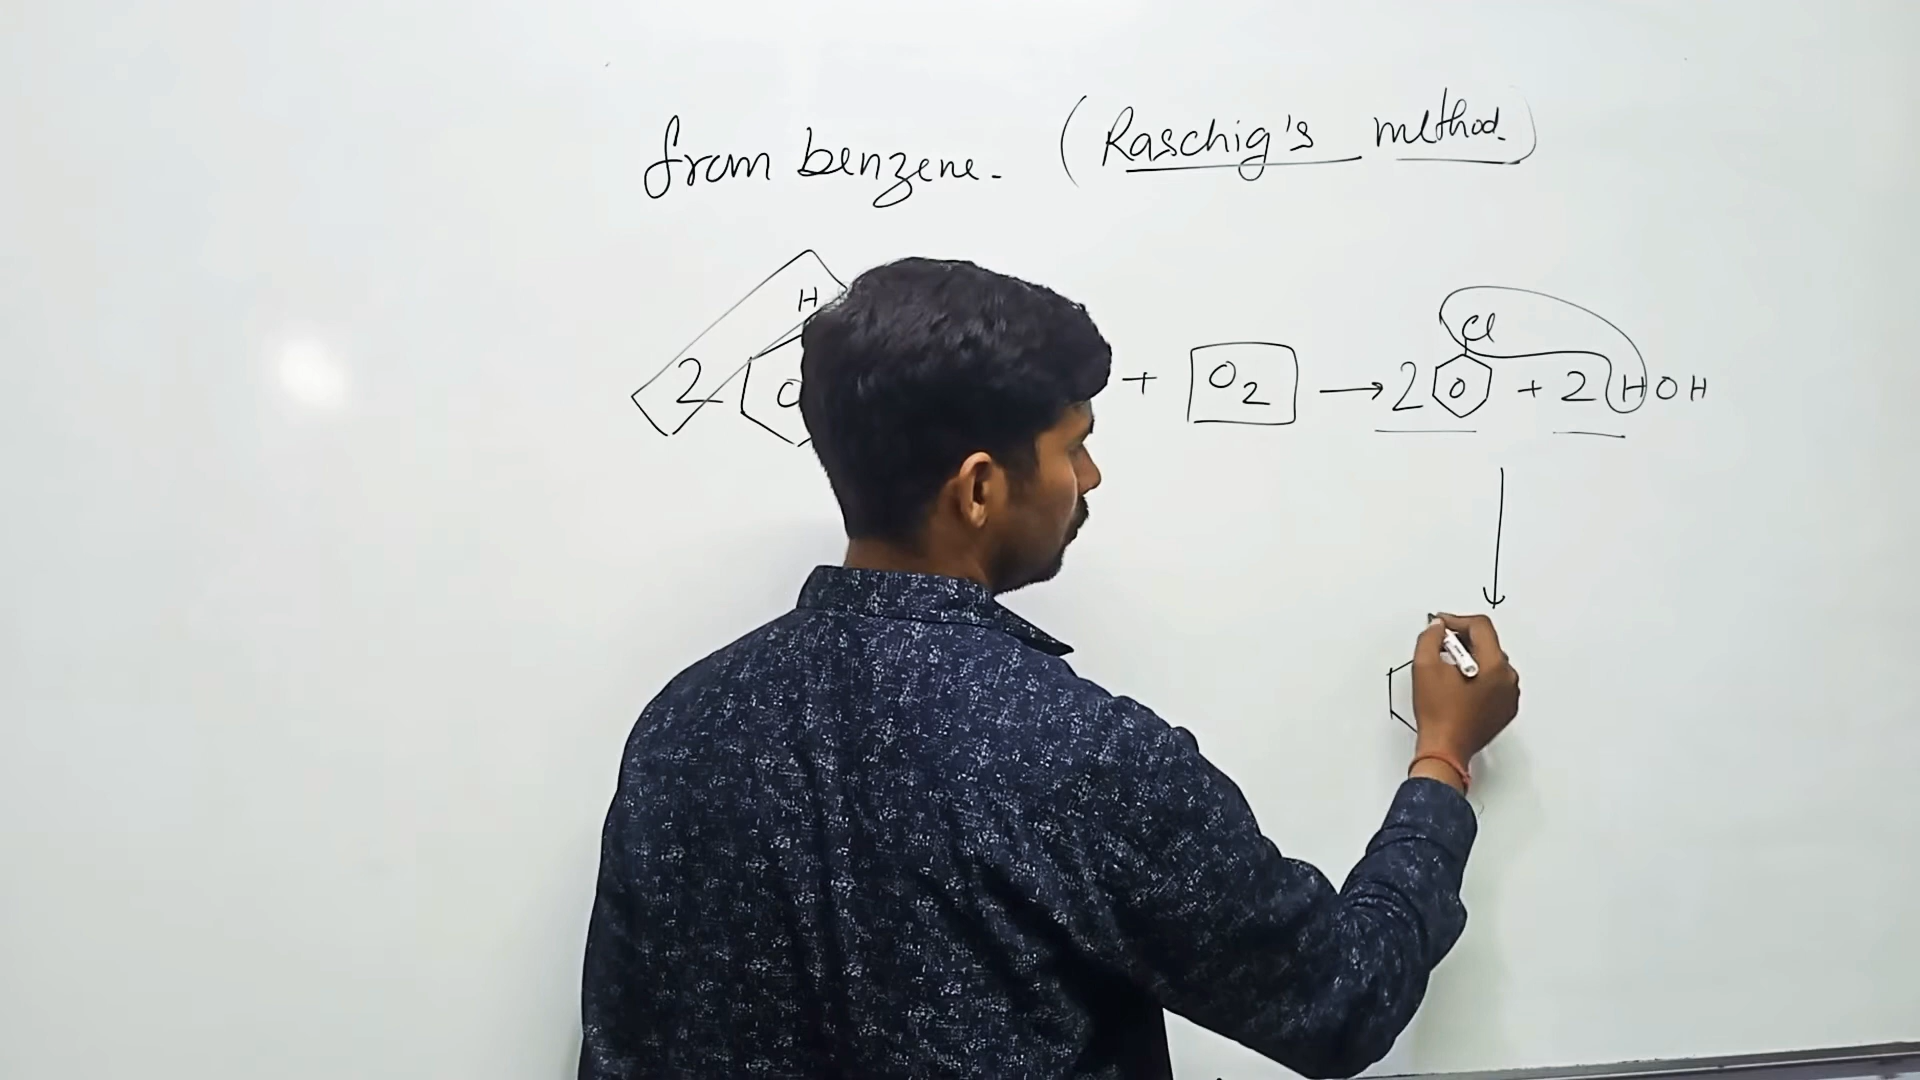 from benzene. (Raschig's method.)
H
2 + O2 → 2 + 2 HOH
Cl